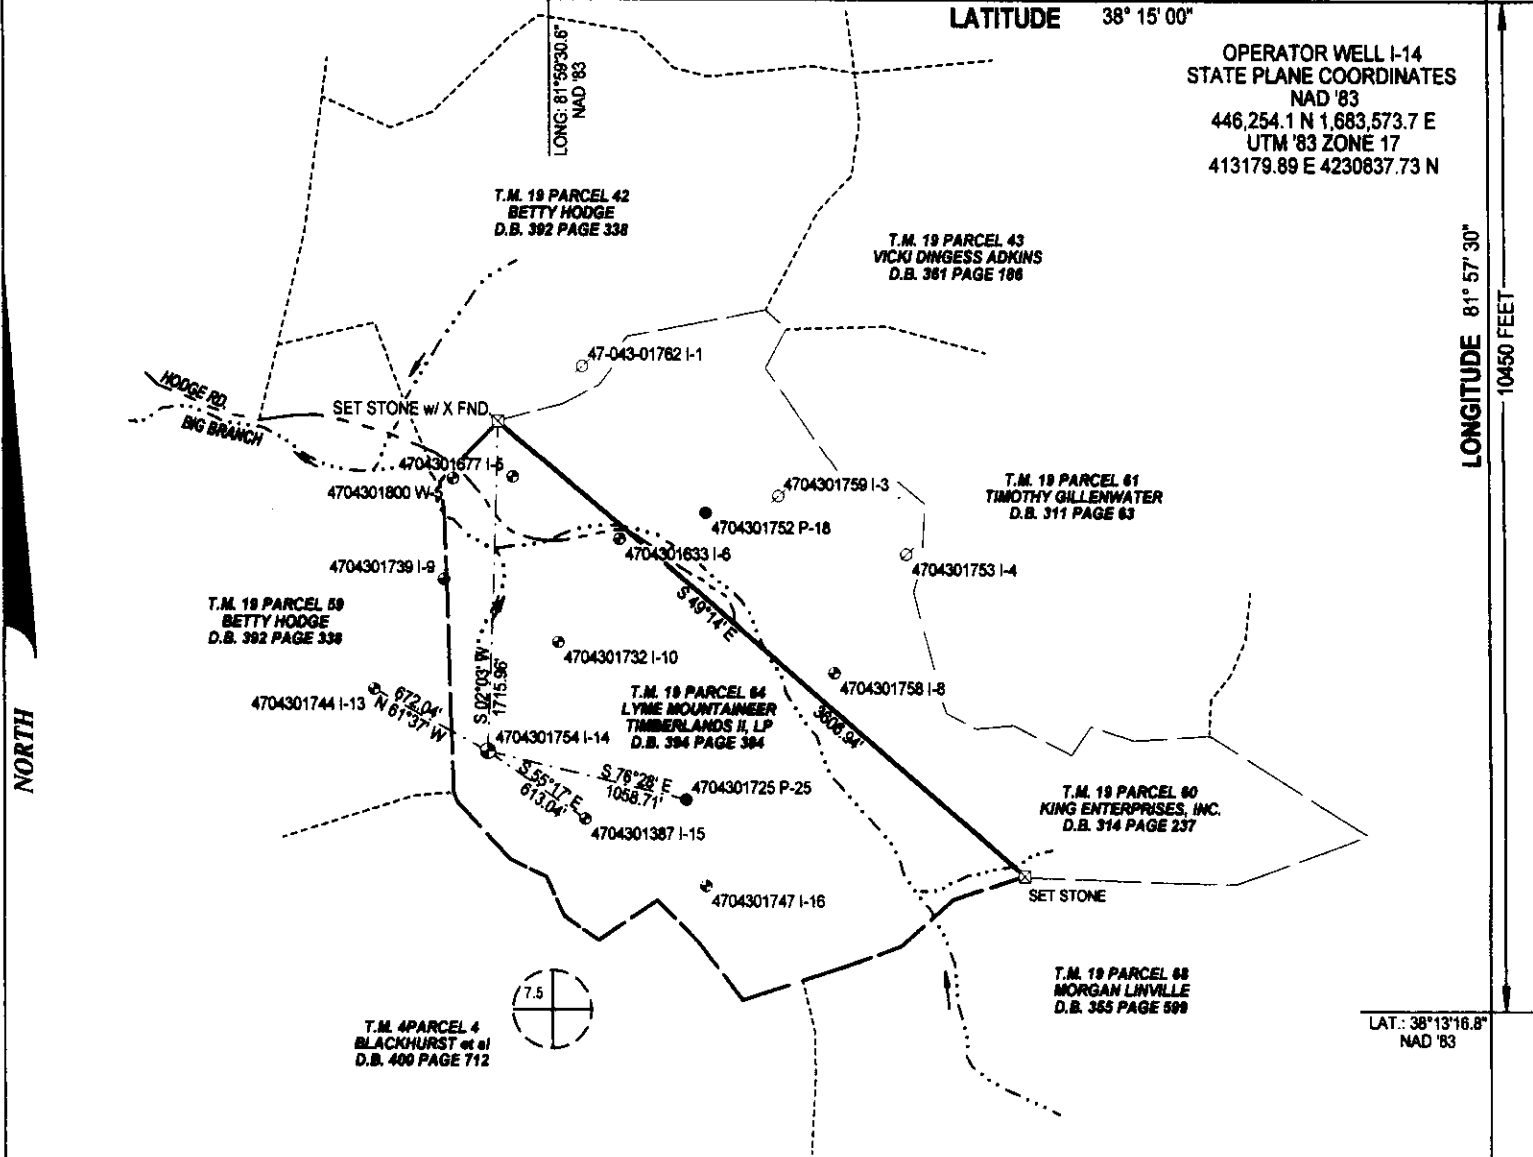 LATITUDE 38° 15' 00"
LONG: 81°59'30.6"
NAD '83
OPERATOR WELL I-14
STATE PLANE COORDINATES
NAD '83
446,254.1 N 1,683,573.7 E
UTM '83 ZONE 17
413179.89 E 4230837.73 N
T.M. 19 PARCEL 42
BETTY HODGE
D.B. 392 PAGE 338
T.M. 19 PARCEL 43
VICKI DINGESS ADKINS
D.B. 361 PAGE 186
LONGITUDE 81° 57' 30"
10450 FEET
47-043-01762 I-1
HODGE RD.
BIG BRANCH
SET STONE w/ X FND.
4704301677 I-5
4704301800 W-5
4704301759 I-3
T.M. 19 PARCEL 61
TIMOTHY GILLENWATER
D.B. 311 PAGE 63
4704301752 P-18
4704301633 I-6
4704301739 I-9
4704301753 I-4
T.M. 19 PARCEL 59
BETTY HODGE
D.B. 392 PAGE 338
S 49°14' E
4704301732 I-10
S 02°03' W
1715.96'
4704301758 I-8
4704301744 I-13
672.04'
N 61°37' W
T.M. 19 PARCEL 64
LYME MOUNTAINEER
TIMBERLANDS II, LP
D.B. 394 PAGE 384
3606.94'
4704301754 I-14
NORTH
S 76°28' E
1058.71'
S 55°17' E
613.04'
4704301725 P-25
4704301387 I-15
T.M. 19 PARCEL 60
KING ENTERPRISES, INC.
D.B. 314 PAGE 237
4704301747 I-16
SET STONE
7.5
T.M. 19 PARCEL 68
MORGAN LINVILLE
D.B. 355 PAGE 599
T.M. 4PARCEL 4
BLACKHURST et al
D.B. 400 PAGE 712
LAT.: 38°13'16.8"
NAD '83